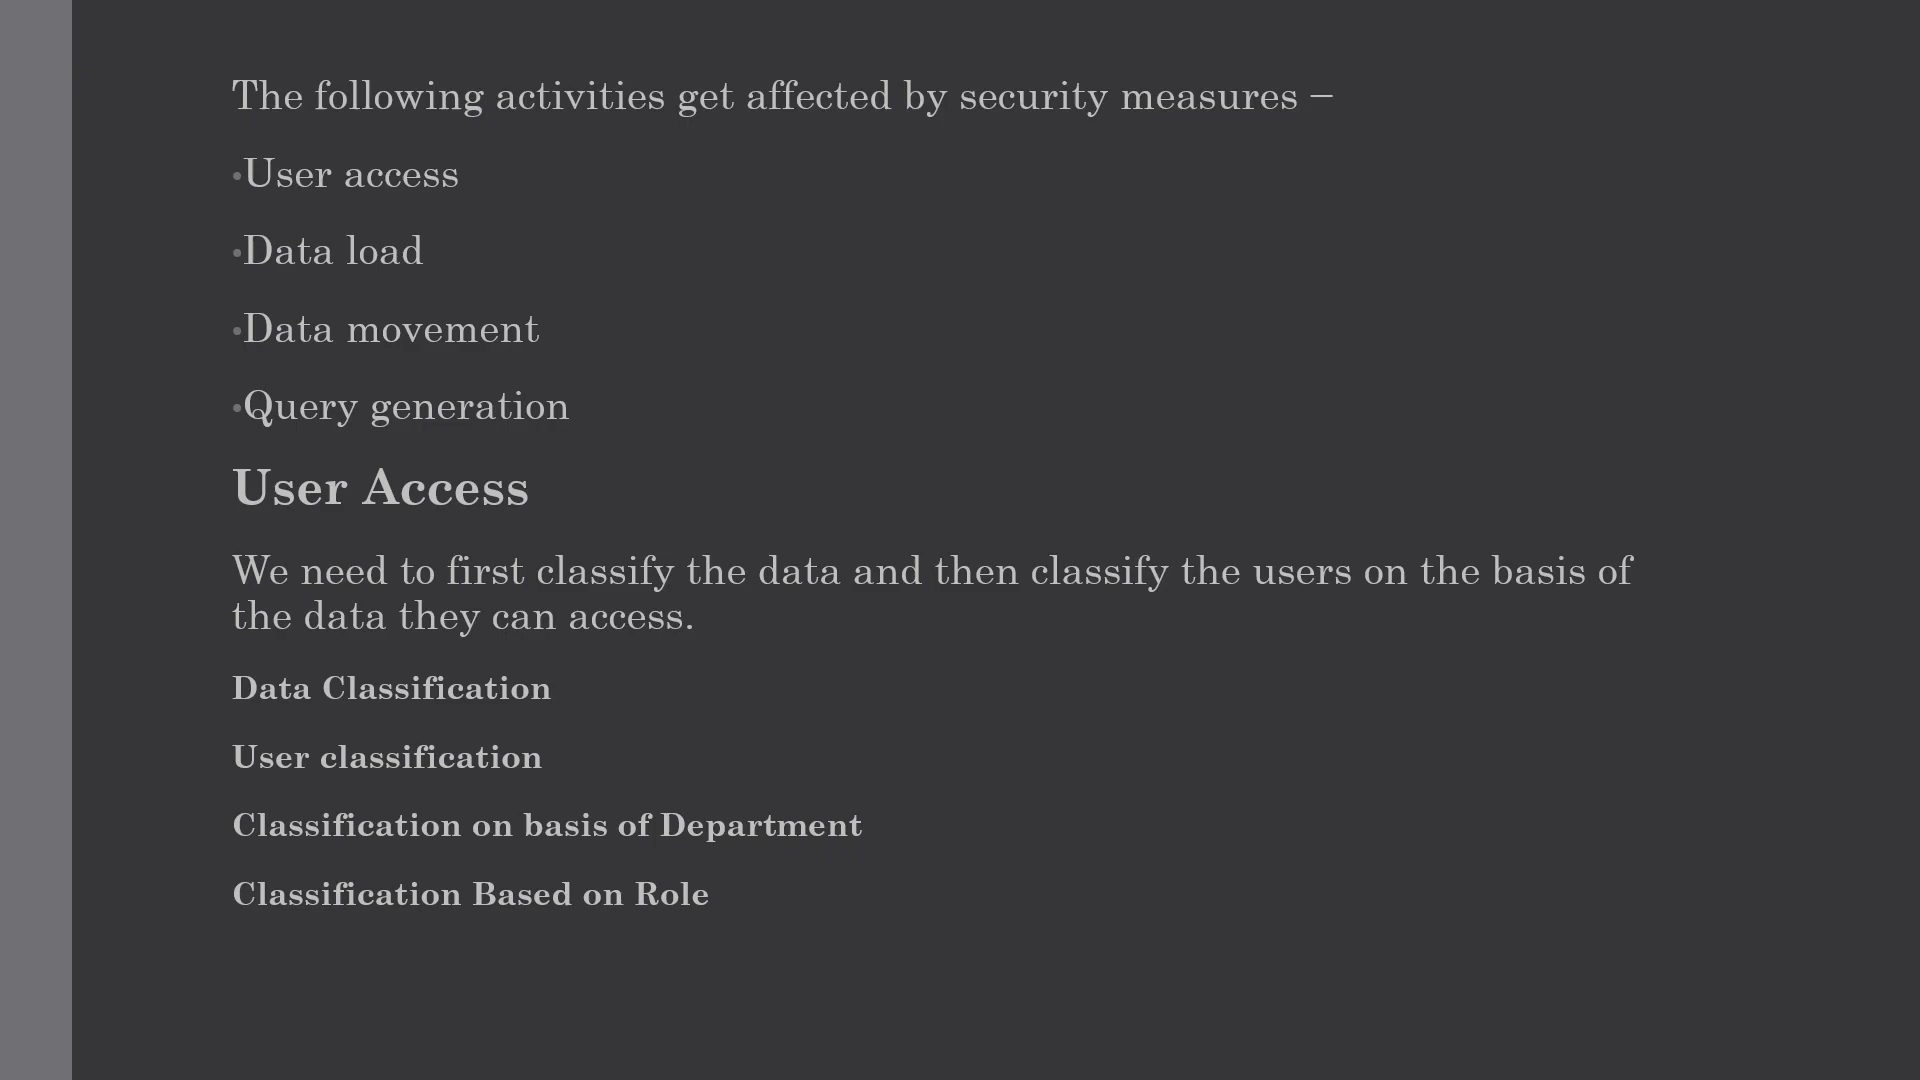 The following activities get affected by security measures –
•User access
•Data load
•Data movement
•Query generation
User Access
We need to first classify the data and then classify the users on the basis of
the data they can access.
Data Classification
User classification
Classification on basis of Department
Classification Based on Role